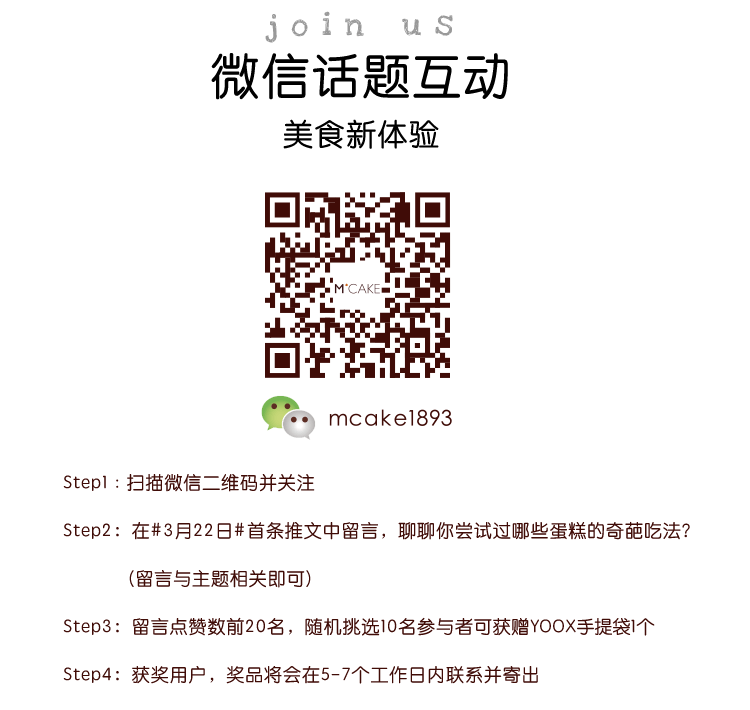 join us
微信话题互动
美食新体验
M°CAKE
mcake1893
Step1：扫描微信二维码并关注
Step2：在#3月22日#首条推文中留言，聊聊你尝试过哪些蛋糕的奇葩吃法？
（留言与主题相关即可）
Step3：留言点赞数前20名，随机挑选10名参与者可获赠YOOX手提袋1个
Step4：获奖用户，奖品将会在5-7个工作日内联系并寄出